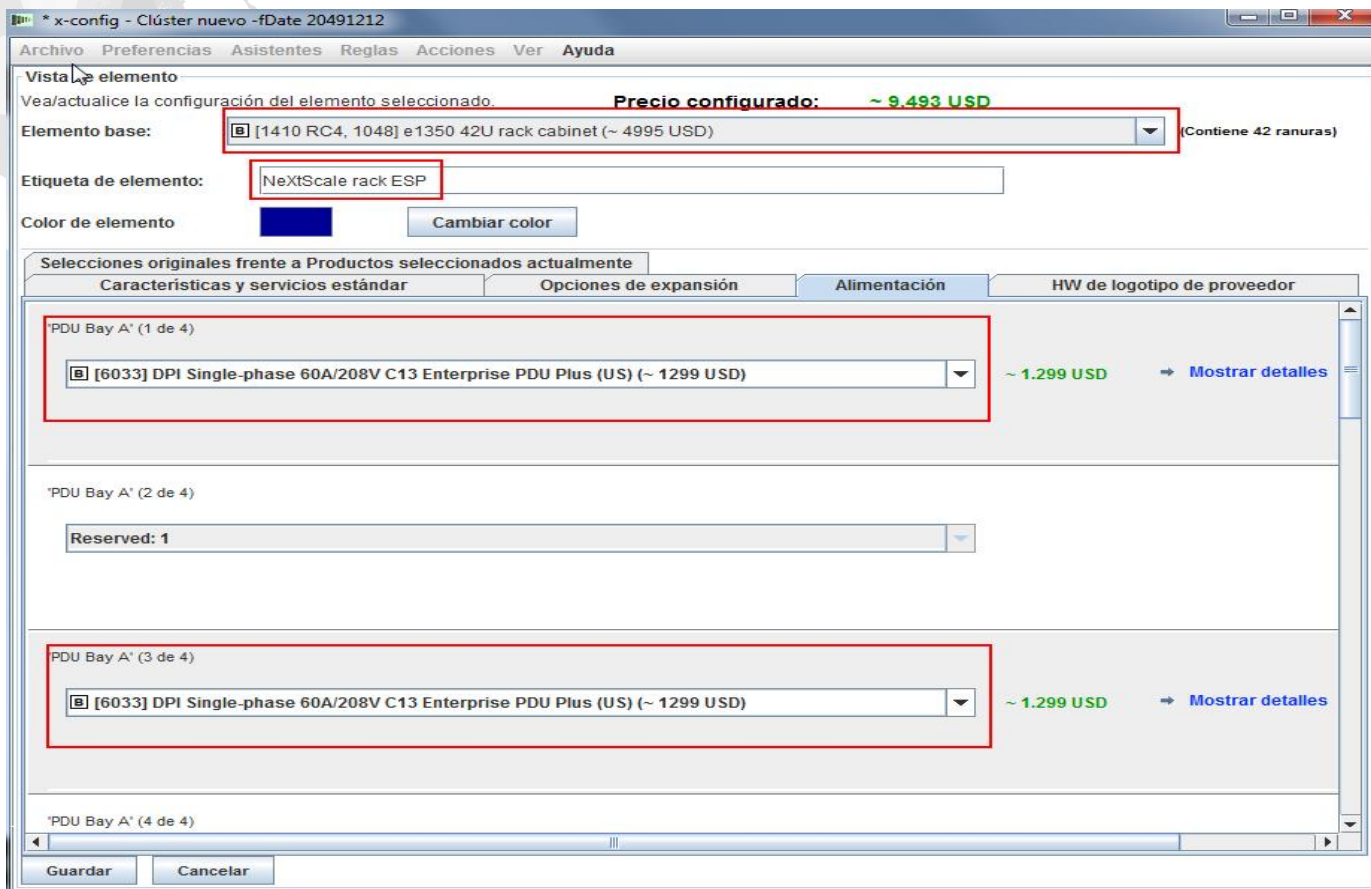 * x-config - Clúster nuevo -fDate 20491212
Archivo Preferencias Asistentes Reglas Acciones Ver Ayuda
Vista de elemento
Vea/actualice la configuración del elemento seleccionado. Precio configurado: ~ 9.493 USD
Elemento base: B [1410 RC4, 1048] e1350 42U rack cabinet (~ 4995 USD) (Contiene 42 ranuras)
Etiqueta de elemento: NeXtScale rack ESP
Color de elemento Cambiar color
Selecciones originales frente a Productos seleccionados actualmente
Características y servicios estándar Opciones de expansión Alimentación HW de logotipo de proveedor
'PDU Bay A' (1 de 4)
B [6033] DPI Single-phase 60A/208V C13 Enterprise PDU Plus (US) (~ 1299 USD) ~ 1.299 USD Mostrar detalles
'PDU Bay A' (2 de 4)
Reserved: 1
'PDU Bay A' (3 de 4)
B [6033] DPI Single-phase 60A/208V C13 Enterprise PDU Plus (US) (~ 1299 USD) ~ 1.299 USD Mostrar detalles
'PDU Bay A' (4 de 4)
Guardar Cancelar